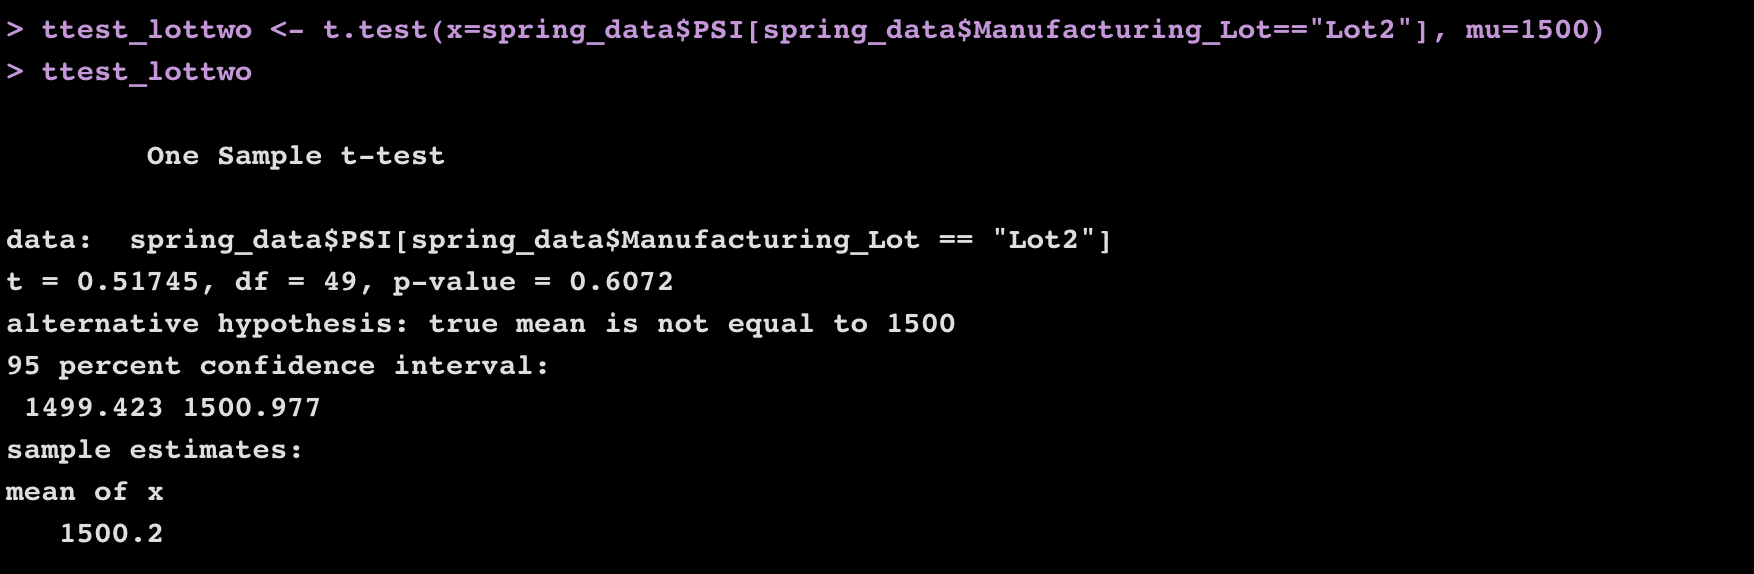 > ttest_lottwo <- t.test(x=spring_data$PSI[spring_data$Manufacturing_Lot=="Lot2"], mu=1500)
> ttest_lottwo
One Sample t-test
data:  spring_data$PSI[spring_data$Manufacturing_Lot == "Lot2"]
t = 0.51745, df = 49, p-value = 0.6072
alternative hypothesis: true mean is not equal to 1500
95 percent confidence interval:
 1499.423 1500.977
sample estimates:
mean of x
   1500.2